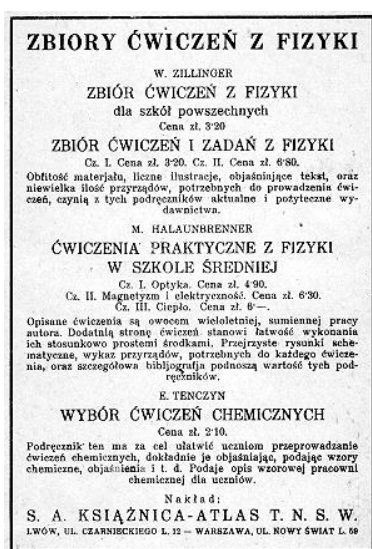 ZBIORY ĆWICZEŃ Z FIZYKI
W. ZILLINGER
ZBIÓR ĆWICZEŃ Z FIZYKI
dla szkół powszechnych
Cena zł. 3·20
ZBIÓR ĆWICZEŃ I ZADAŃ Z FIZYKI
Cz. I. Cena zł. 3·20. Cz. II. Cena zł. 6·80.
Obfitość materjału, liczne ilustracje, objaśniające tekst, oraz
niewielka ilość przyrządów, potrzebnych do prowadzenia ćwi-
czeń, czynią z tych podręczników aktualne i pożyteczne wy-
dawnictwa.
M. HALAUNBRENNER
ĆWICZENIA PRAKTYCZNE Z FIZYKI
W SZKOLE ŚREDNIEJ
Cz. I. Optyka. Cena zł. 4·90.
Cz. II. Magnetyzm i elektryczność. Cena zł. 6·30.
Cz. III. Ciepło. Cena zł. 6·—.
Opisane ćwiczenia są owocem wieloletniej, sumiennej pracy
autora. Dodatnią stronę ćwiczeń stanowi łatwość wykonania
ich stosunkowo prostemi środkami. Przejrzyste rysunki sche-
matyczne, wykaz przyrządów, potrzebnych do każdego ćwicze-
nia, oraz szczegółowa bibljografja podnoszą wartość tych pod-
ręczników.
E. TENCZYN
WYBÓR ĆWICZEŃ CHEMICZNYCH
Cena zł. 2·10.
Podręcznik ten ma za cel ułatwić uczniom przeprowadzanie
ćwiczeń chemicznych, dokładnie je objaśniając, podając wzory
chemiczne, objaśnienia i t. d. Podaje opis wzorowej pracowni
chemicznej dla uczniów.
Nakład:
S. A. KSIĄŻNICA-ATLAS T. N. S. W.
LWÓW, UL. CZARNIECKIEGO L. 12 — WARSZAWA, UL. NOWY ŚWIAT L. 59